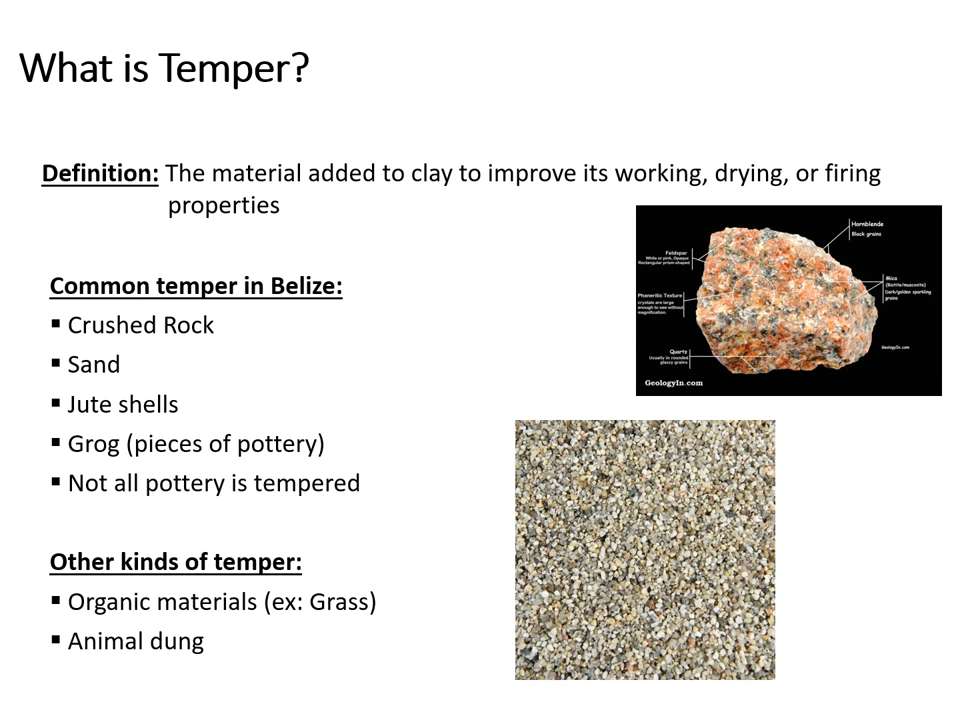 What is Temper?
Definition: The material added to clay to improve its working, drying, or firing
properties
Common temper in Belize:
▪ Crushed Rock
▪ Sand
▪ Jute shells
▪ Grog (pieces of pottery)
▪ Not all pottery is tempered
Other kinds of temper:
▪ Organic materials (ex: Grass)
▪ Animal dung
Hornblende
Black grains
Feldspar
White or pink, Opaque
Rectangular prism-shaped
Mica
(Biotite/muscovite)
Dark/golden sparkling
grains
Phaneritic Texture
crystals are large
enough to see without
magnification.
Quartz
Usually in rounded
glassy grains
GeologyIn.com
GeologyIn.com